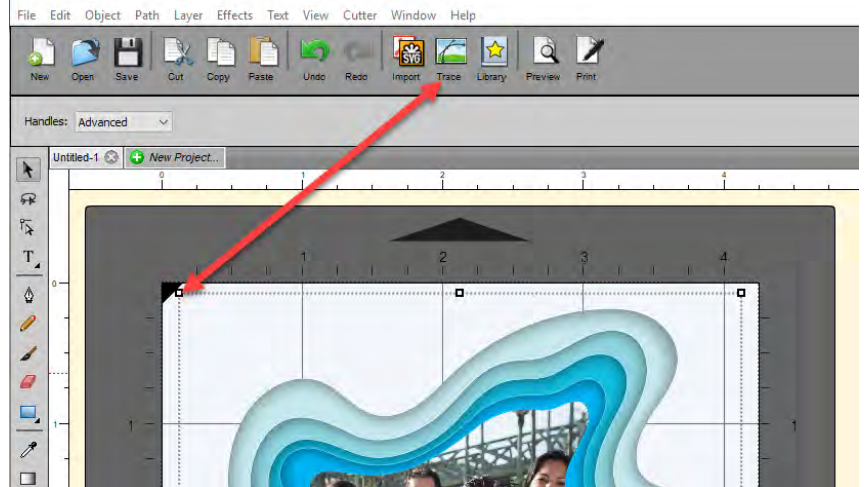 File Edit Object Path Layer Effects Text View Cutter Window Help
SVG
New Open Save Cut Copy Paste Undo Redo Import Trace Library Preview Print
Handles: Advanced
Untitled-1 New Project...
0 1 2 3 4
1 2 3 4
T
0
1 1 1